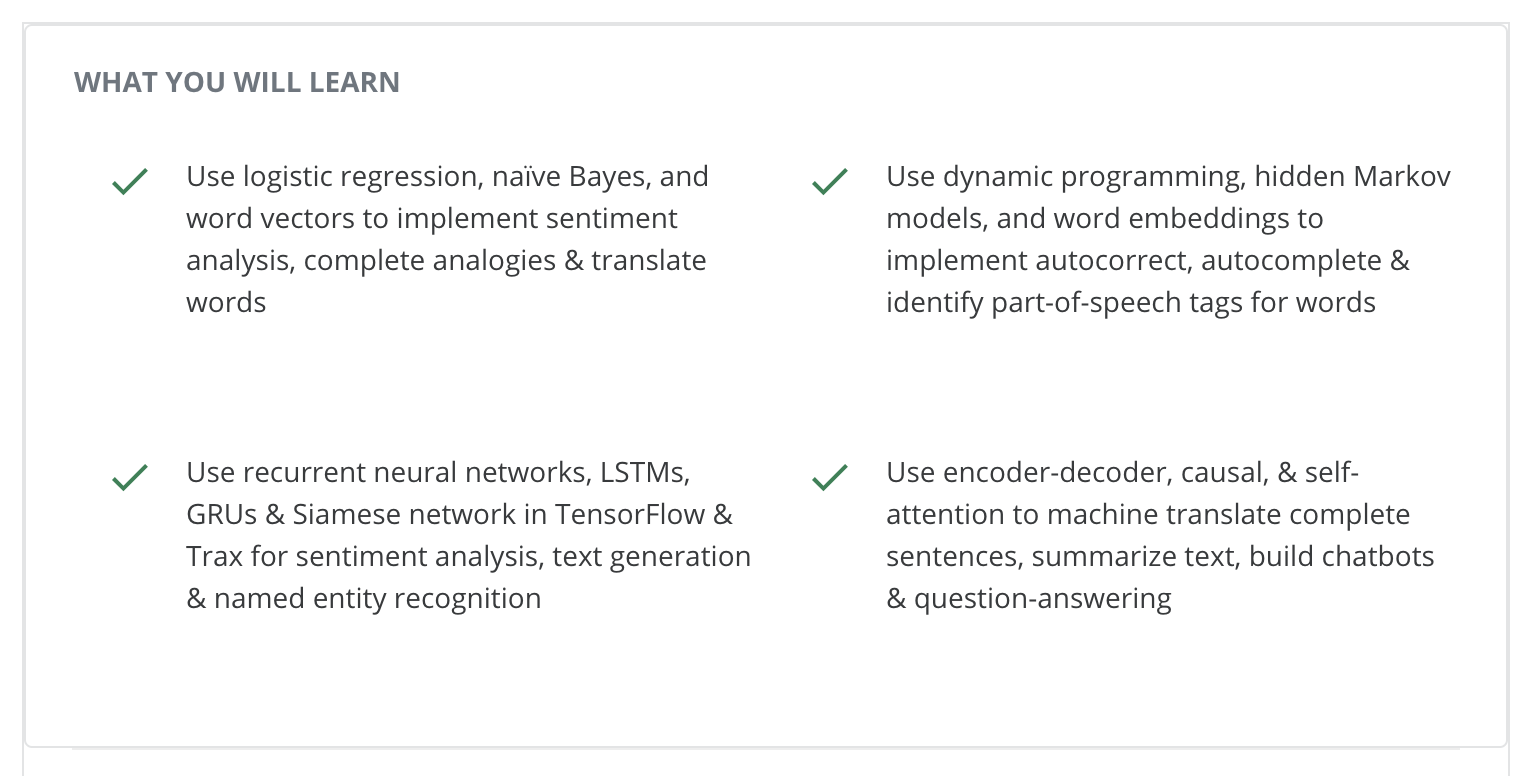 WHAT YOU WILL LEARN
Use logistic regression, naïve Bayes, and
word vectors to implement sentiment
analysis, complete analogies & translate
words
Use dynamic programming, hidden Markov
models, and word embeddings to
implement autocorrect, autocomplete &
identify part-of-speech tags for words
Use recurrent neural networks, LSTMs,
GRUs & Siamese network in TensorFlow &
Trax for sentiment analysis, text generation
& named entity recognition
Use encoder-decoder, causal, & self-
attention to machine translate complete
sentences, summarize text, build chatbots
& question-answering